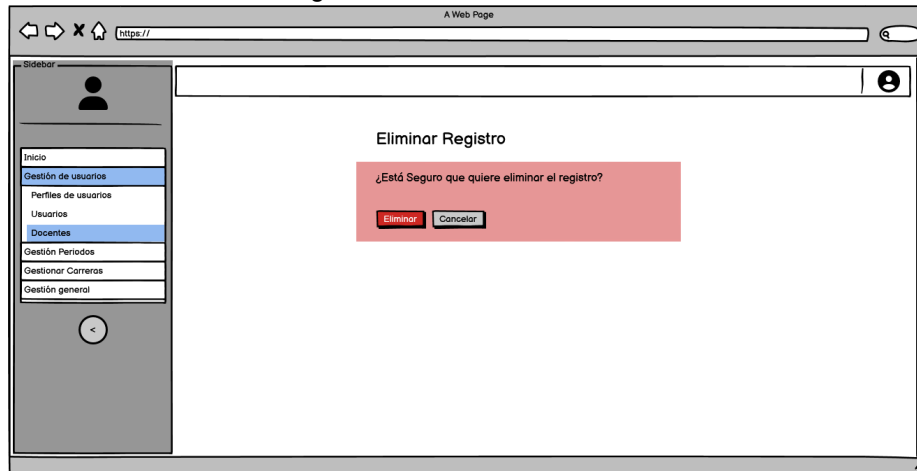 A Web Page
https://
Sidebar
Inicio
Gestión de usuarios
Perfiles de usuarios
Usuarios
Docentes
Gestión Periodos
Gestionar Carreras
Gestión general
<
Eliminar Registro
¿Está Seguro que quiere eliminar el registro?
Eliminar Cancelar